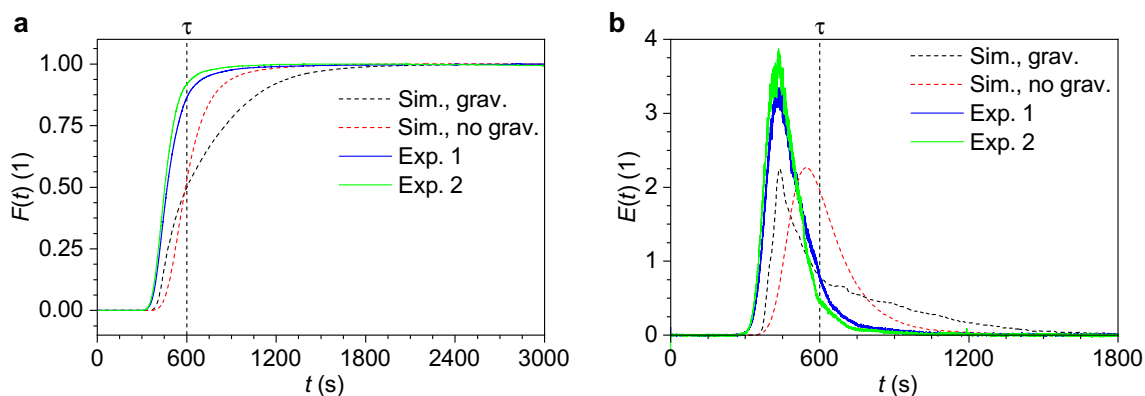 a
τ
1.00
0.75
0.50
0.25
0.00
F(t) (1)
Sim., grav.
Sim., no grav.
Exp. 1
Exp. 2
0
600
1200
1800
2400
3000
t (s)
b
τ
4
3
2
1
0
E(t) (1)
Sim., grav.
Sim., no grav.
Exp. 1
Exp. 2
0
600
1200
1800
t (s)